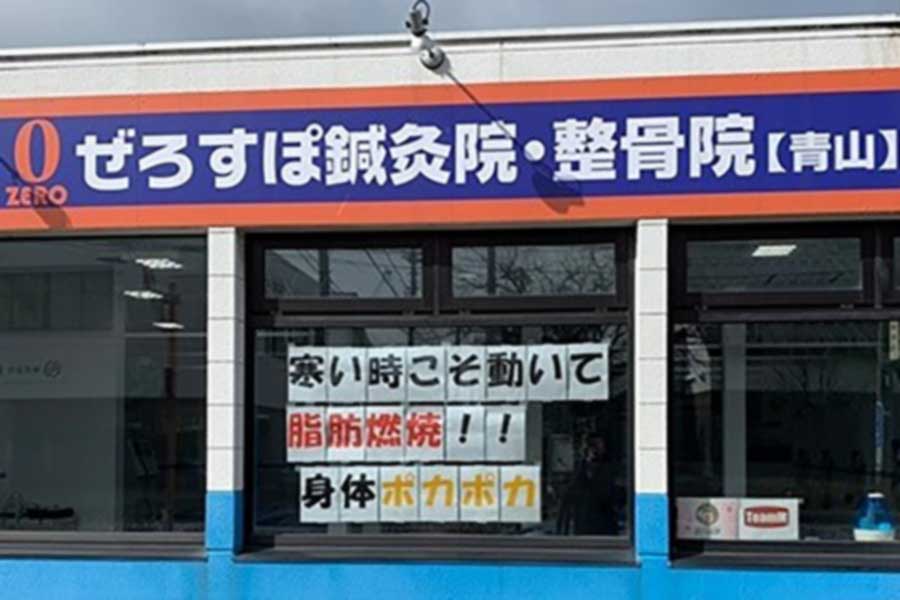 0
ZERO
ぜろすぽ鍼灸院・整骨院【青山】
寒い時こそ動いて
脂肪燃焼！！
身体ポカポカ
TeamM